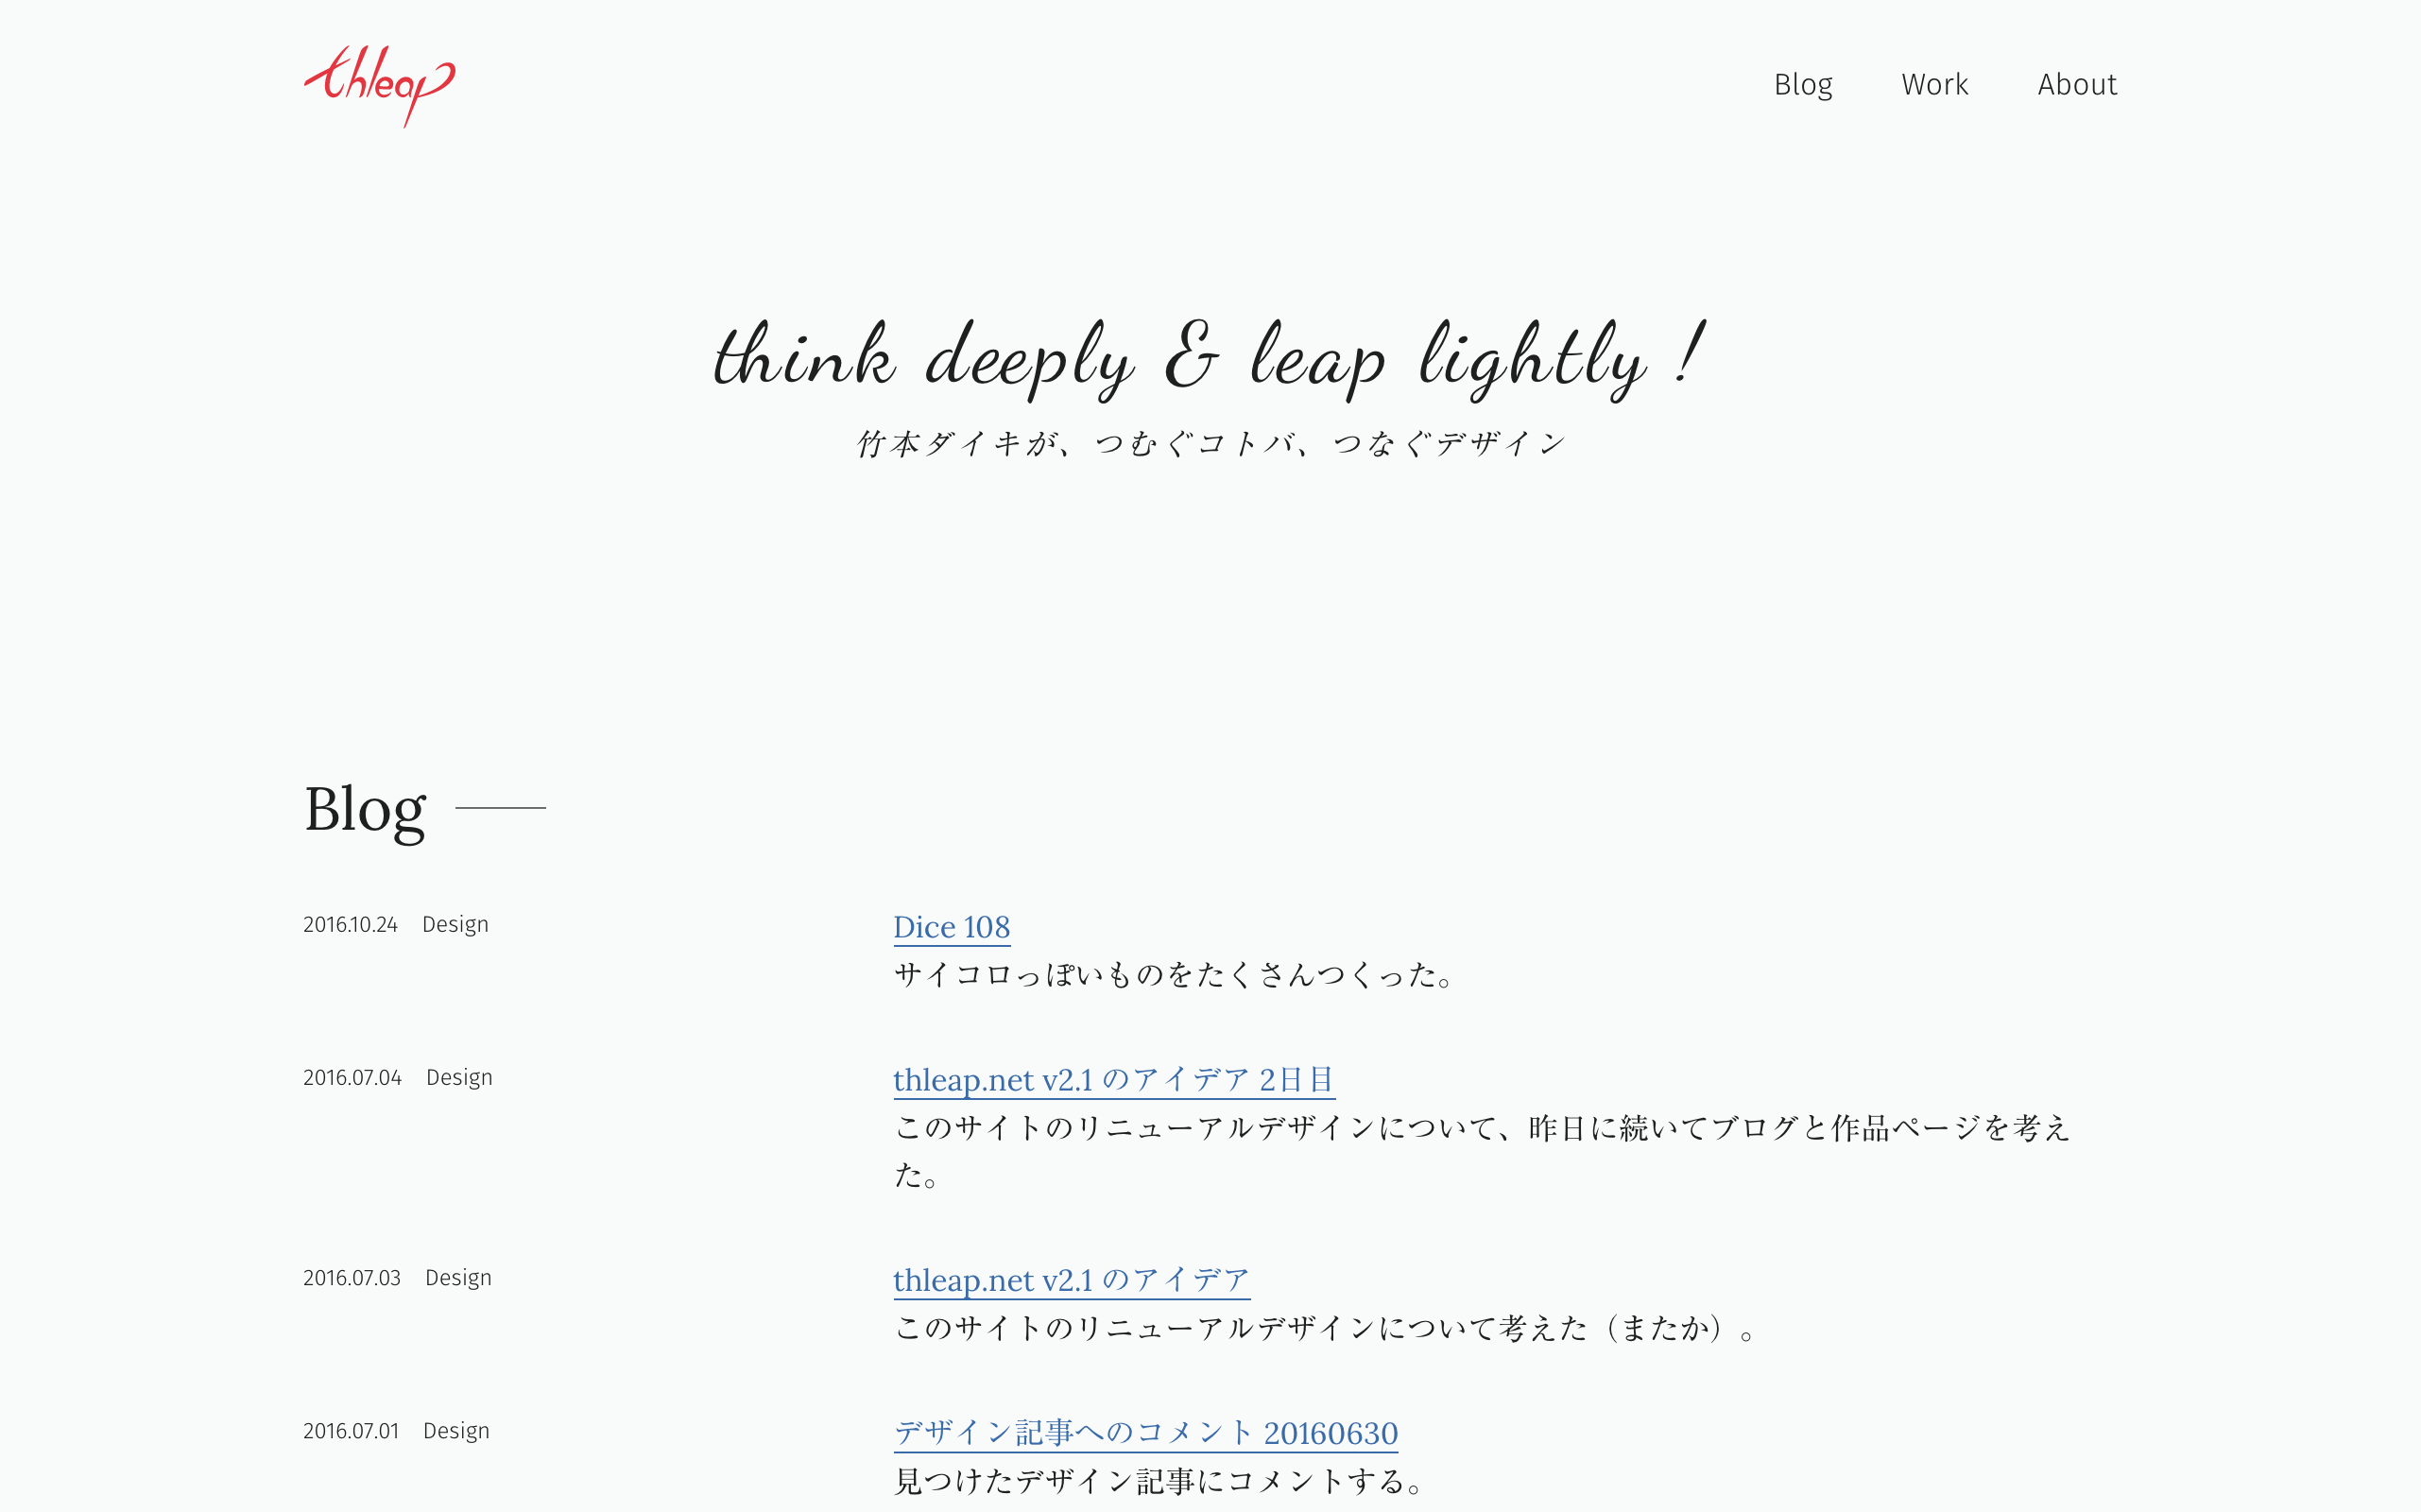 thleap
Blog Work About
think deeply & leap lightly !
竹本ダイキが、つむぐコトバ、つなぐデザイン
Blog
2016.10.24 Design
Dice 108
サイコロっぽいものをたくさんつくった。
2016.07.04 Design
thleap.net v2.1 のアイデア 2日目
このサイトのリニューアルデザインについて、昨日に続いてブログと作品ページを考え
た。
2016.07.03 Design
thleap.net v2.1 のアイデア
このサイトのリニューアルデザインについて考えた（またか）。
2016.07.01 Design
デザイン記事へのコメント 20160630
見つけたデザイン記事にコメントする。